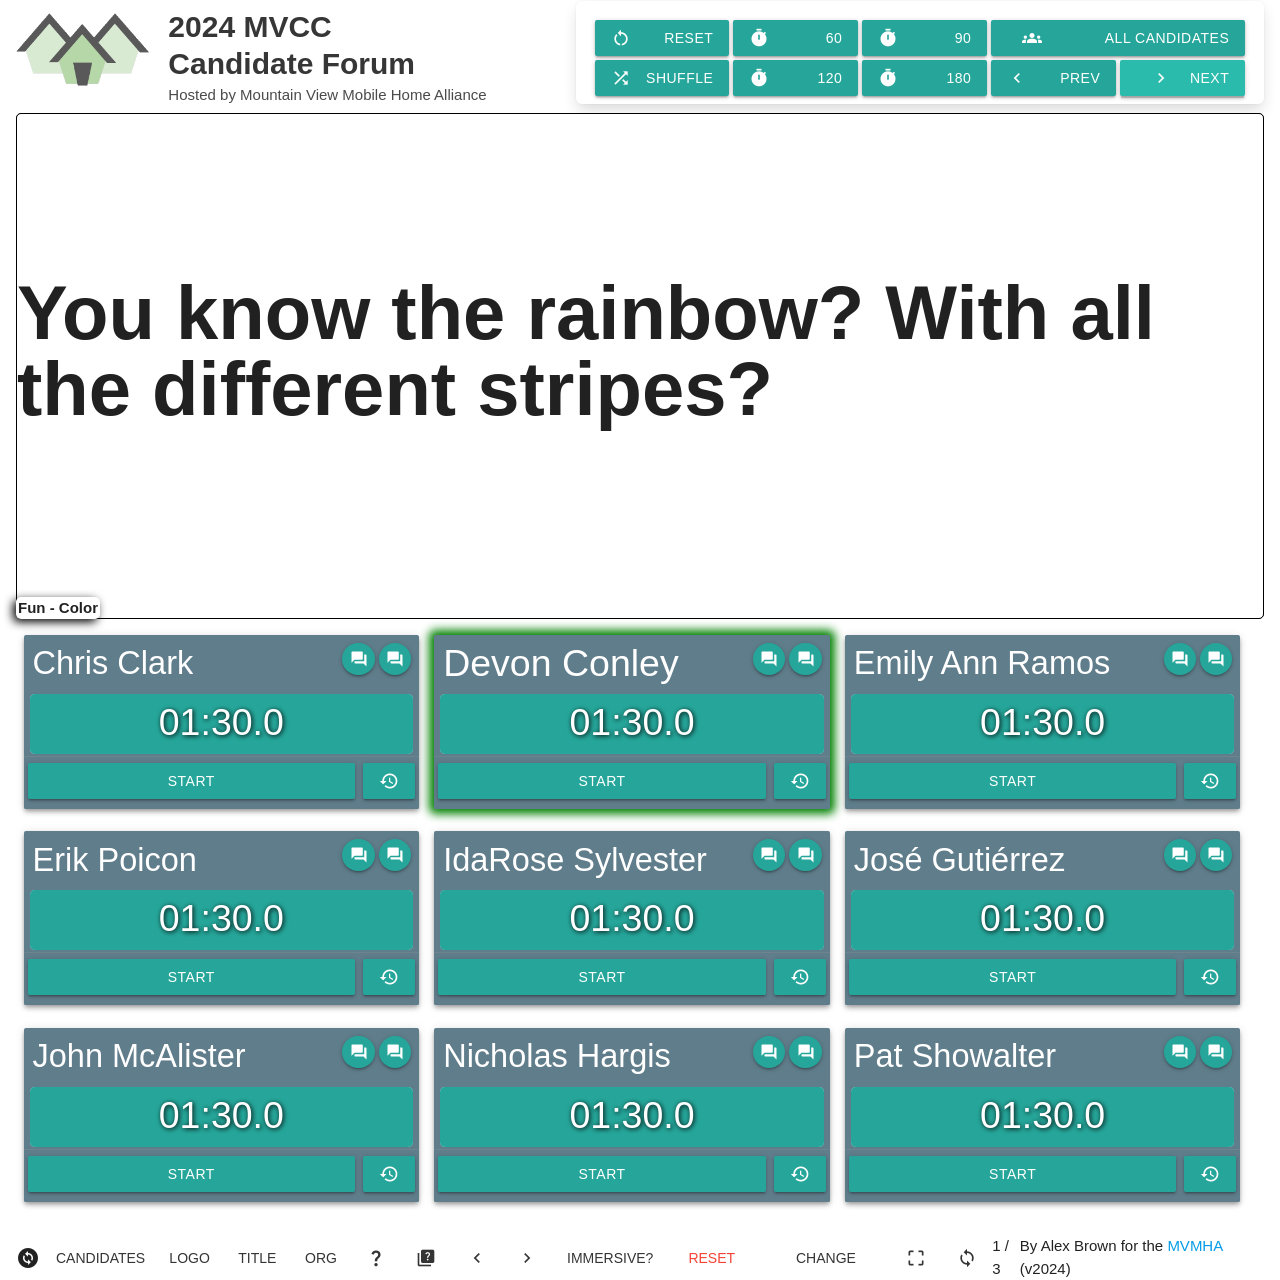 2024 MVCC
Candidate Forum
Hosted by Mountain View Mobile Home Alliance
RESET 60 90 ALL CANDIDATES
SHUFFLE 120 180 PREV NEXT
You know the rainbow? With all
the different stripes?
Fun - Color
Chris Clark
01:30.0
START
Devon Conley
01:30.0
START
Emily Ann Ramos
01:30.0
START
Erik Poicon
01:30.0
START
IdaRose Sylvester
01:30.0
START
José Gutiérrez
01:30.0
START
John McAlister
01:30.0
START
Nicholas Hargis
01:30.0
START
Pat Showalter
01:30.0
START
CANDIDATES LOGO TITLE ORG IMMERSIVE? RESET CHANGE
1 /
3
By Alex Brown for the MVMHA
(v2024)